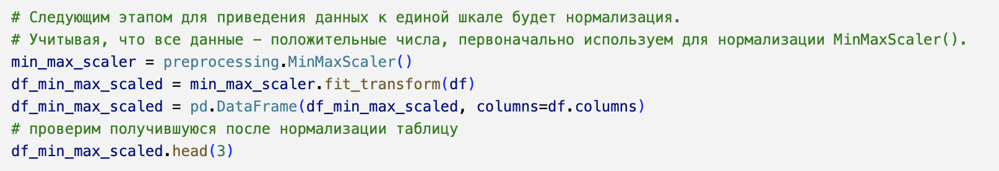 # Следующим этапом для приведения данных к единой шкале будет нормализация.
# Учитывая, что все данные – положительные числа, первоначально используем для нормализации MinMaxScaler().
min_max_scaler = preprocessing.MinMaxScaler()
df_min_max_scaled = min_max_scaler.fit_transform(df)
df_min_max_scaled = pd.DataFrame(df_min_max_scaled, columns=df.columns)
# проверим получившуюся после нормализации таблицу
df_min_max_scaled.head(3)